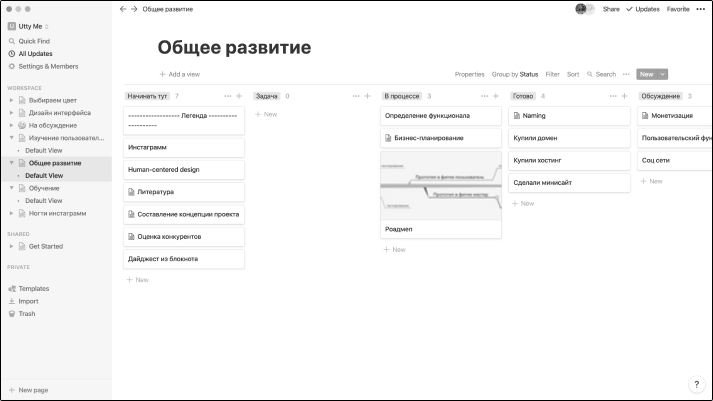 Общее развитие
Share
Updates
Favorite
U
Utty Me
Quick Find
All Updates
Settings & Members
WORKSPACE
Выбираем цвет
Дизайн интерфейса
На обсуждение
Изучение пользовател...
Default View
Общее развитие
Default View
Обучение
Default View
Ногти инстаграмм
SHARED
Get Started
PRIVATE
Templates
Import
Trash
New page
Общее развитие
Add a view
Properties
Group by Status
Filter
Sort
Search
New
Начинать тут 7
------------------ Легенда ----------
----------
Инстаграмм
Human-centered design
Литература
Составление концепции проекта
Оценка конкурентов
Дайджест из блокнота
New
Задача 0
New
В процессе 3
Определение функционала
Бизнес-планирование
Роадмеп
New
Готово 4
Naming
Купили домен
Купили хостинг
Сделали минисайт
New
Обсуждение 3
Монетизация
Пользовательский фун
Соц сети
New
?